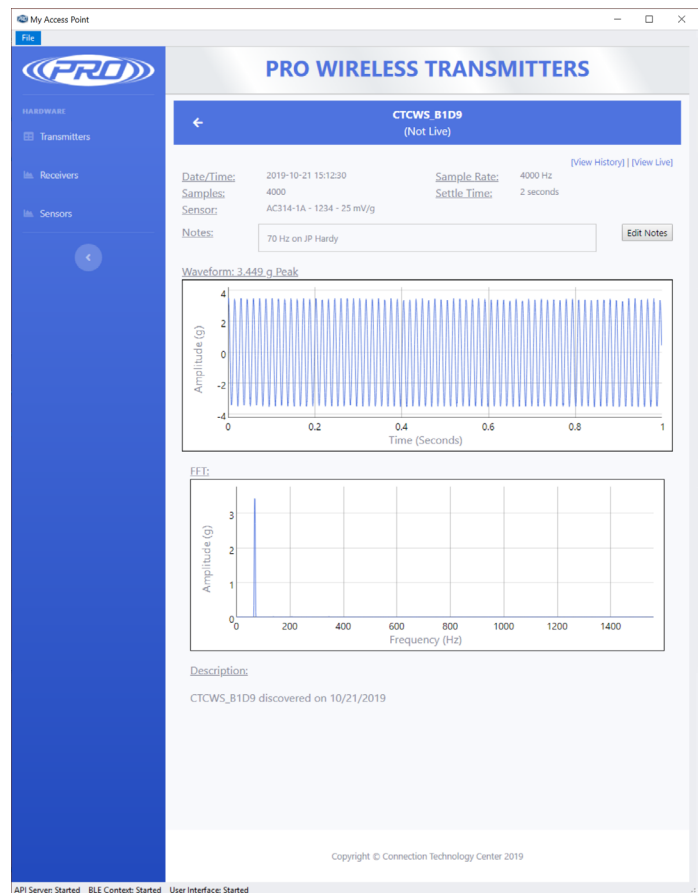 My Access Point
File
((PRO))
PRO WIRELESS TRANSMITTERS
HARDWARE
Transmitters
Receivers
Sensors
CTCWS_B1D9
(Not Live)
[View History] | [View Live]
Date/Time: 2019-10-21 15:12:30 Sample Rate: 4000 Hz
Samples: 4000 Settle Time: 2 seconds
Sensor: AC314-1A - 1234 - 25 mV/g
Notes: 70 Hz on JP Hardy Edit Notes
Waveform: 3.449 g Peak
4
2
0
-2
-4
Amplitude (g)
0 0.2 0.4 0.6 0.8 1
Time (Seconds)
FFT:
3
2
1
0
Amplitude (g)
0 200 400 600 800 1000 1200 1400
Frequency (Hz)
Description:
CTCWS_B1D9 discovered on 10/21/2019
Copyright © Connection Technology Center 2019
API Server: Started BLE Context: Started User Interface: Started